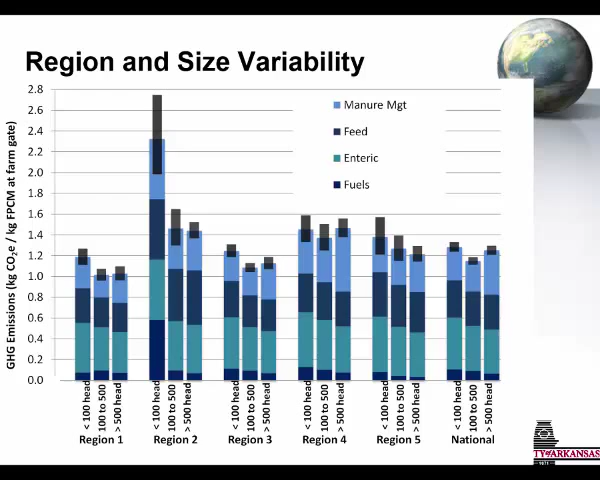 Region and Size Variability
GHG Emissions (kg CO₂e / kg FPCM at farm gate)
2.8
2.6
2.4
2.2
2.0
1.8
1.6
1.4
1.2
1.0
0.8
0.6
0.4
0.2
0.0
Manure Mgt
Feed
Enteric
Fuels
< 100 head
100 to 500
> 500 head
< 100 head
100 to 500
> 500 head
< 100 head
100 to 500
> 500 head
< 100 head
100 to 500
> 500 head
< 100 head
100 to 500
> 500 head
< 100 head
100 to 500
> 500 head
Region 1
Region 2
Region 3
Region 4
Region 5
National
TY of ARKANSAS